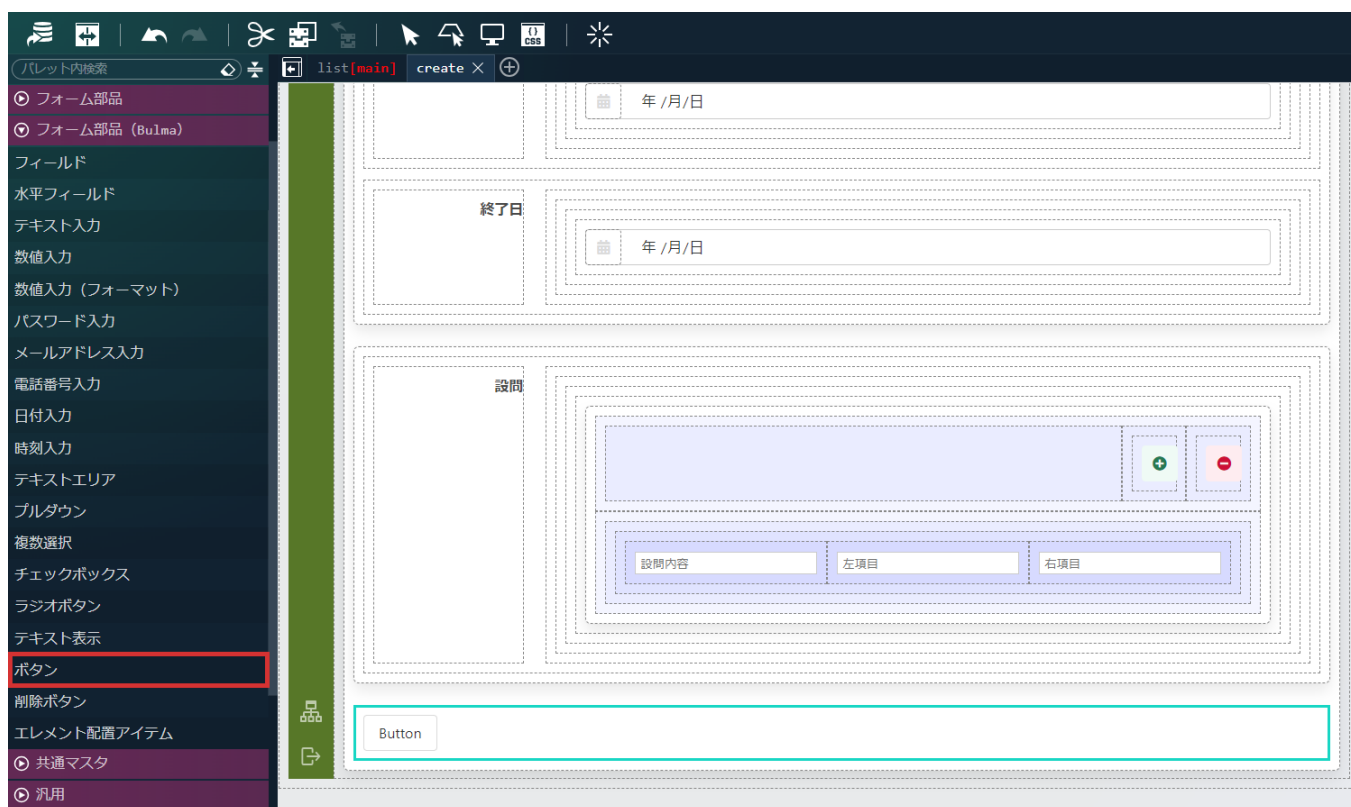 {} CSS
パレット内検索
list[main] create
フォーム部品
フォーム部品 (Bulma)
フィールド
水平フィールド
テキスト入力
数値入力
数値入力 (フォーマット)
パスワード入力
メールアドレス入力
電話番号入力
日付入力
時刻入力
テキストエリア
プルダウン
複数選択
チェックボックス
ラジオボタン
テキスト表示
ボタン
削除ボタン
エレメント配置アイテム
共通マスタ
汎用
年 /月/日
終了日
年 /月/日
設問
設問内容 左項目 右項目
Button